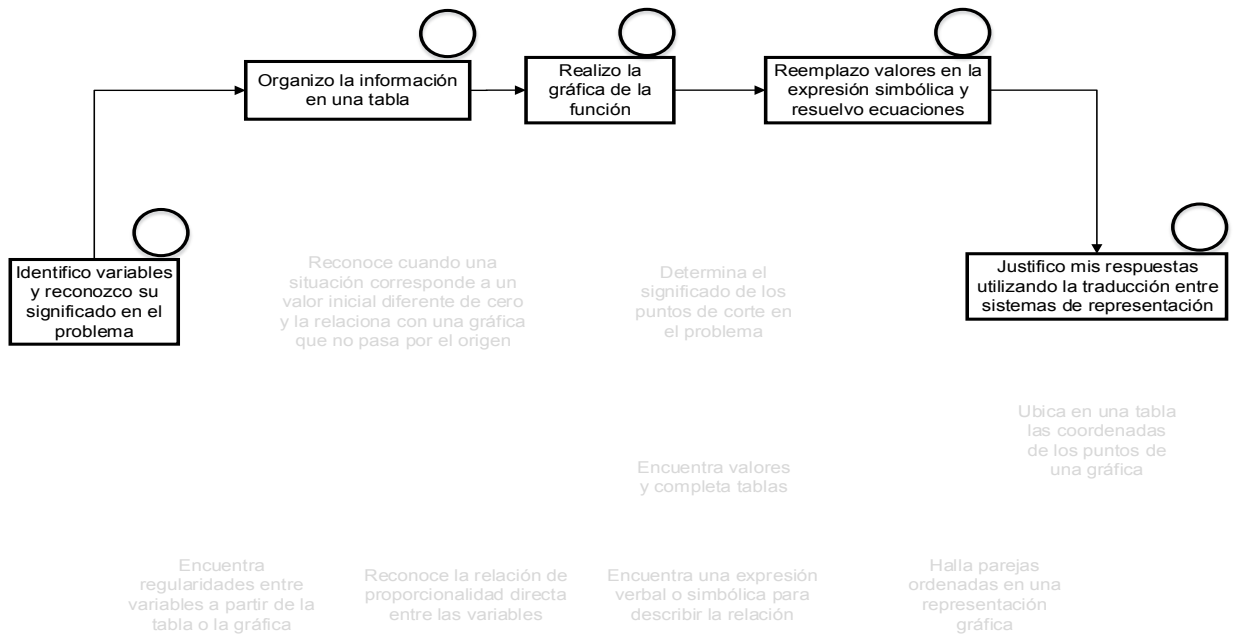 Organizo la información
en una tabla
Realizo la
gráfica de la
función
Reemplazo valores en la
expresión simbólica y
resuelvo ecuaciones
Identifico variables
y reconozco su
significado en el
problema
Reconoce cuando una
situación corresponde a un
valor inicial diferente de cero
y la relaciona con una gráfica
que no pasa por el origen
Determina el
significado de los
puntos de corte en
el problema
Justifico mis respuestas
utilizando la traducción entre
sistemas de representación
Ubica en una tabla
las coordenadas
de los puntos de
una gráfica
Encuentra valores
y completa tablas
Encuentra
regularidades entre
variables a partir de la
tabla o la gráfica
Reconoce la relación de
proporcionalidad directa
entre las variables
Encuentra una expresión
verbal o simbólica para
describir la relación
Halla parejas
ordenadas en una
representación
gráfica